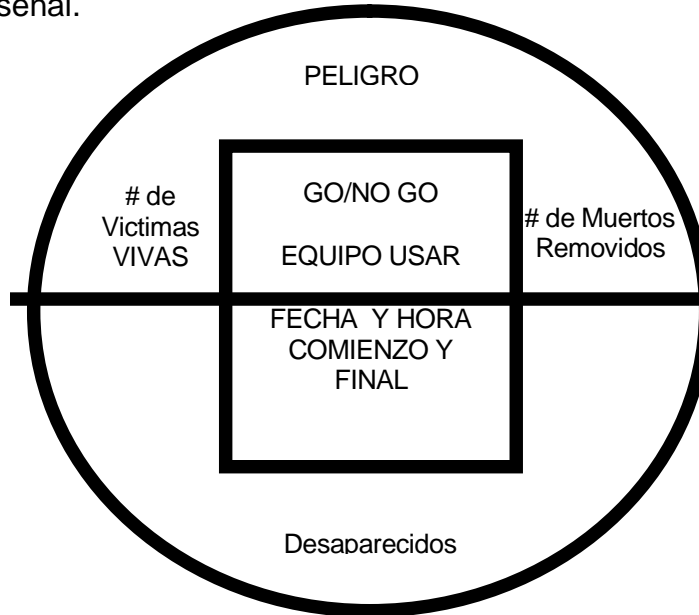 señal.
PELIGRO
# de
Victimas
VIVAS
GO/NO GO
EQUIPO USAR
# de Muertos
Removidos
FECHA Y HORA
COMIENZO Y
FINAL
Desaparecidos